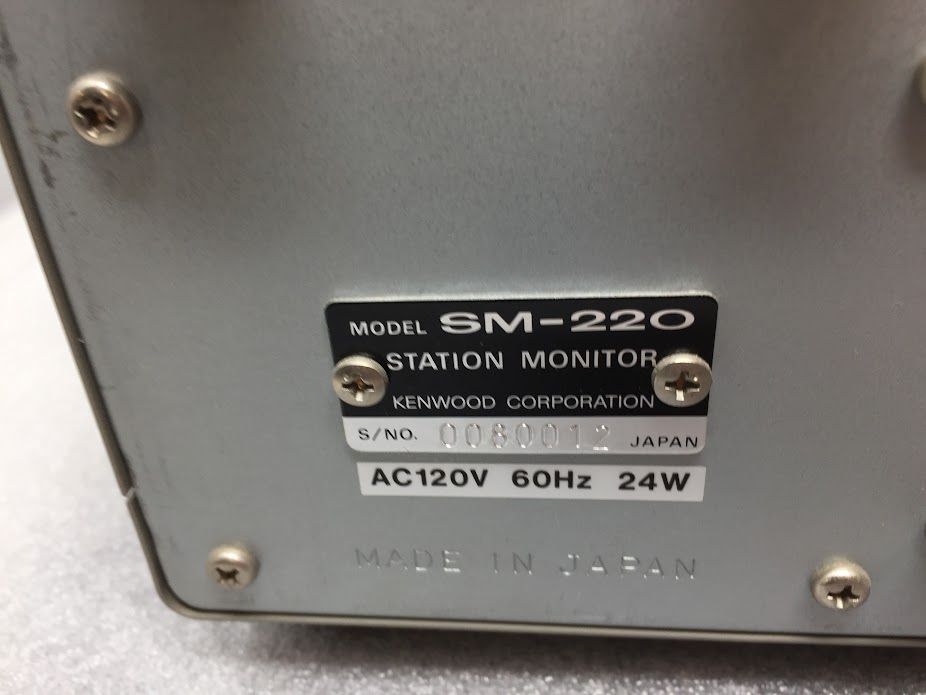 MODEL SM-220
STATION MONITOR
KENWOOD CORPORATION
S/NO. 0080012 JAPAN
AC120V 60Hz 24W
MADE IN JAPAN